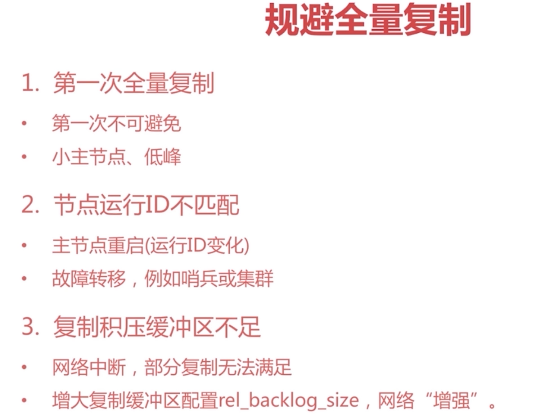 规避全量复制
1. 第一次全量复制
• 第一次不可避免
• 小主节点、低峰
2. 节点运行ID不匹配
• 主节点重启(运行ID变化)
• 故障转移，例如哨兵或集群
3. 复制积压缓冲区不足
• 网络中断，部分复制无法满足
• 增大复制缓冲区配置rel_backlog_size，网络“增强”。